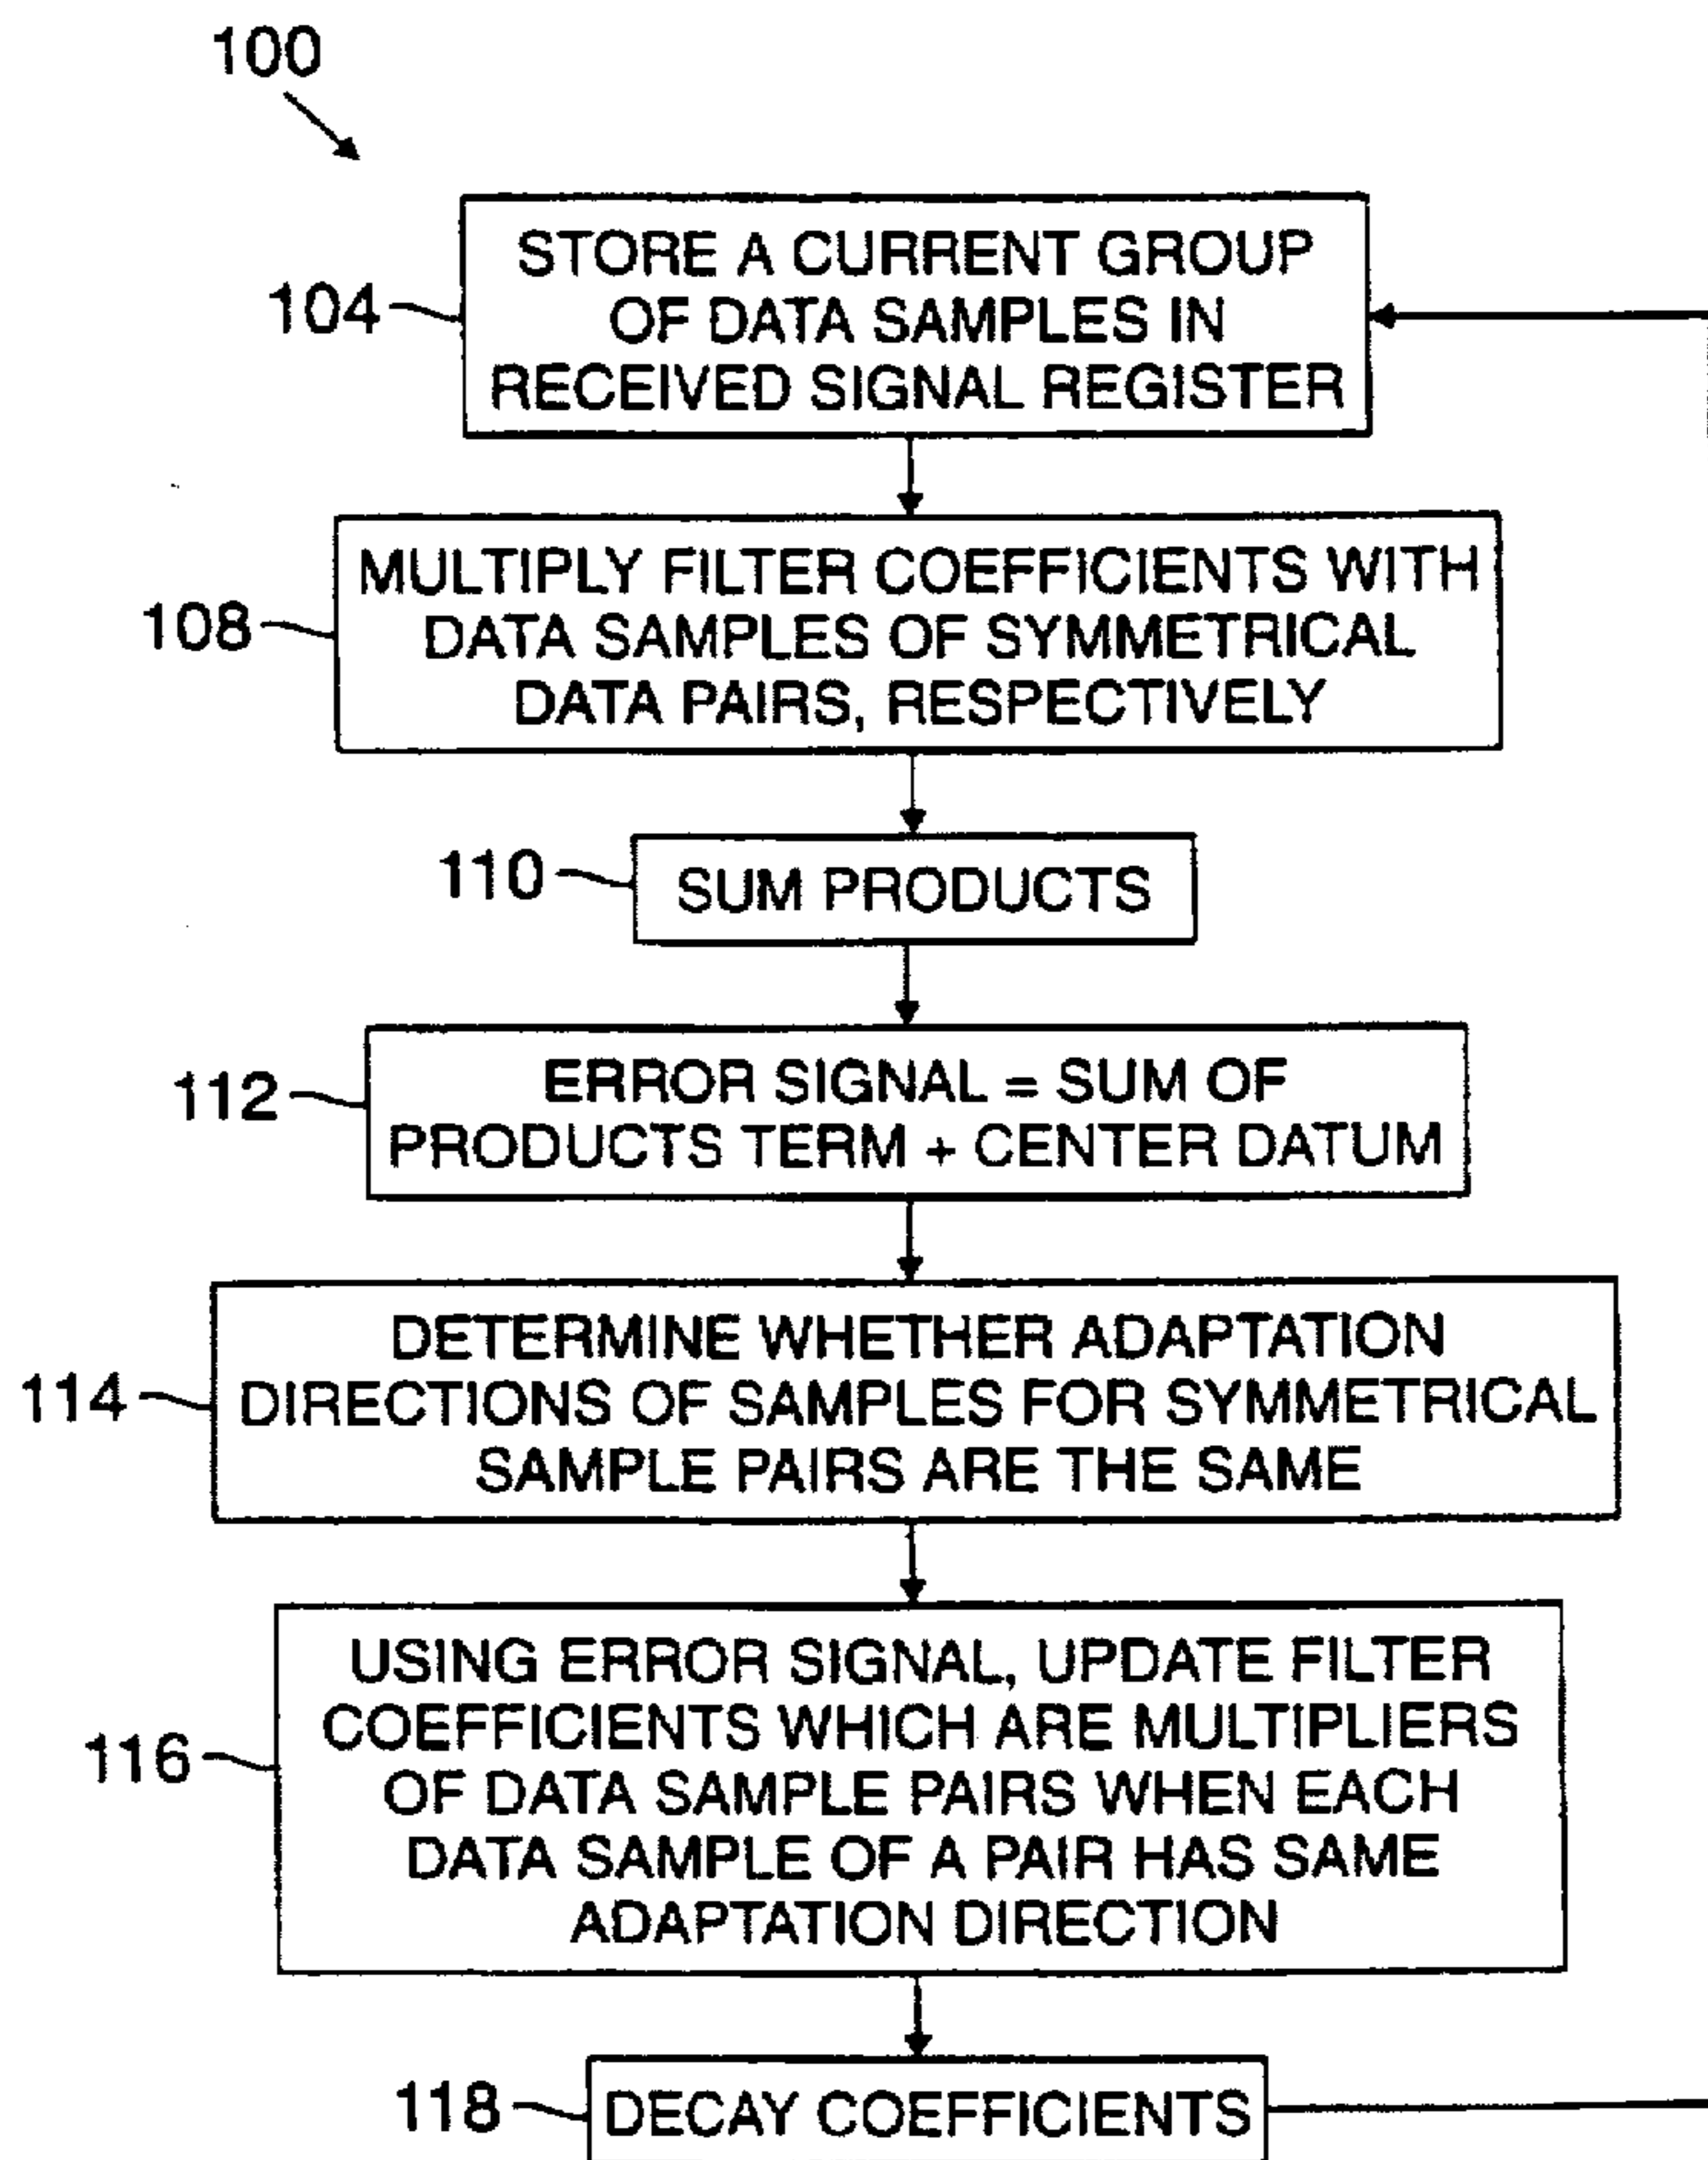 100
104
STORE A CURRENT GROUP
OF DATA SAMPLES IN
RECEIVED SIGNAL REGISTER
108
MULTIPLY FILTER COEFFICIENTS WITH
DATA SAMPLES OF SYMMETRICAL
DATA PAIRS, RESPECTIVELY
110
SUM PRODUCTS
112
ERROR SIGNAL = SUM OF
PRODUCTS TERM + CENTER DATUM
114
DETERMINE WHETHER ADAPTATION
DIRECTIONS OF SAMPLES FOR SYMMETRICAL
SAMPLE PAIRS ARE THE SAME
116
USING ERROR SIGNAL, UPDATE FILTER
COEFFICIENTS WHICH ARE MULTIPLIERS
OF DATA SAMPLE PAIRS WHEN EACH
DATA SAMPLE OF A PAIR HAS SAME
ADAPTATION DIRECTION
118
DECAY COEFFICIENTS